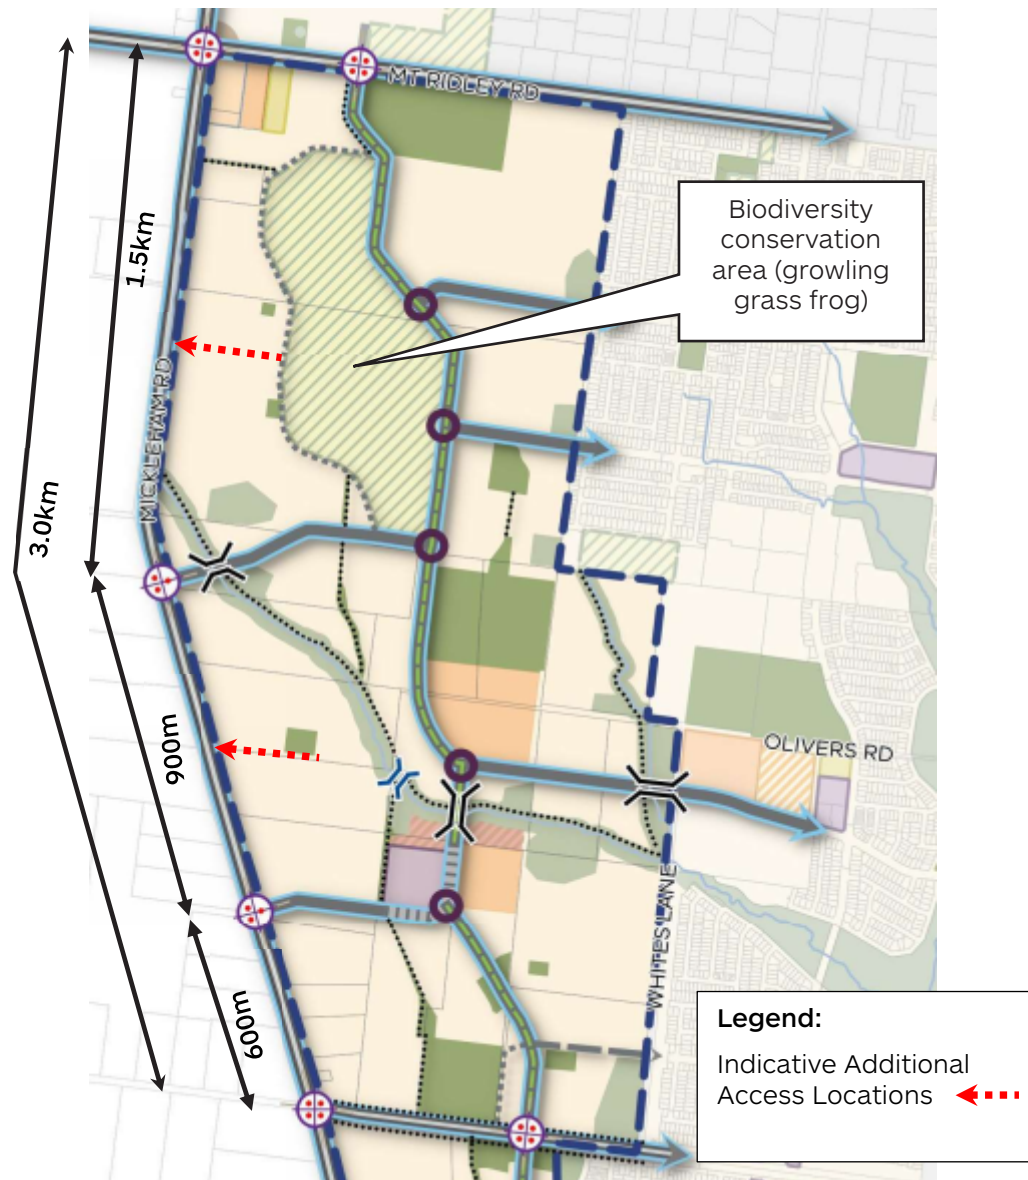 MT RIDLEY RD
Biodiversity
conservation
area (growling
grass frog)
1.5km
MICKLEHAM RD
3.0km
900m
OLIVERS RD
WHITES LANE
600m
Legend:
Indicative Additional
Access Locations